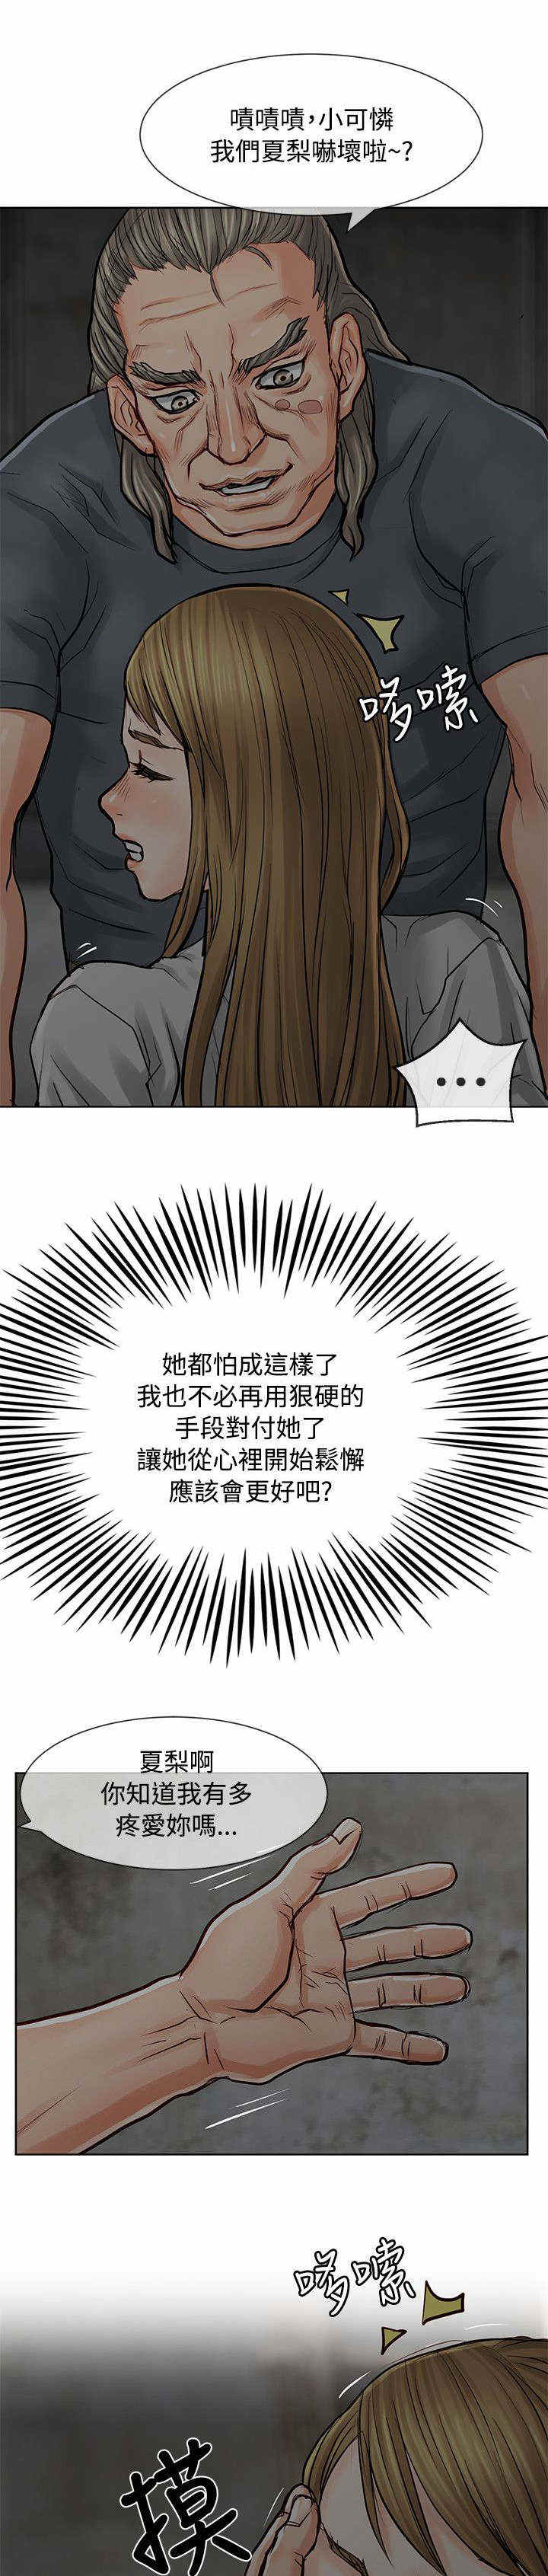 嘖嘖嘖,小可憐
我們夏梨嚇壞啦~?
哆嗦
...
她都怕成這樣了
我也不必再用狠硬的
手段對付她了
讓她從心裡開始鬆懈
應該會更好吧?
夏梨啊
你知道我有多
疼愛妳嗎...
哆嗦
摸